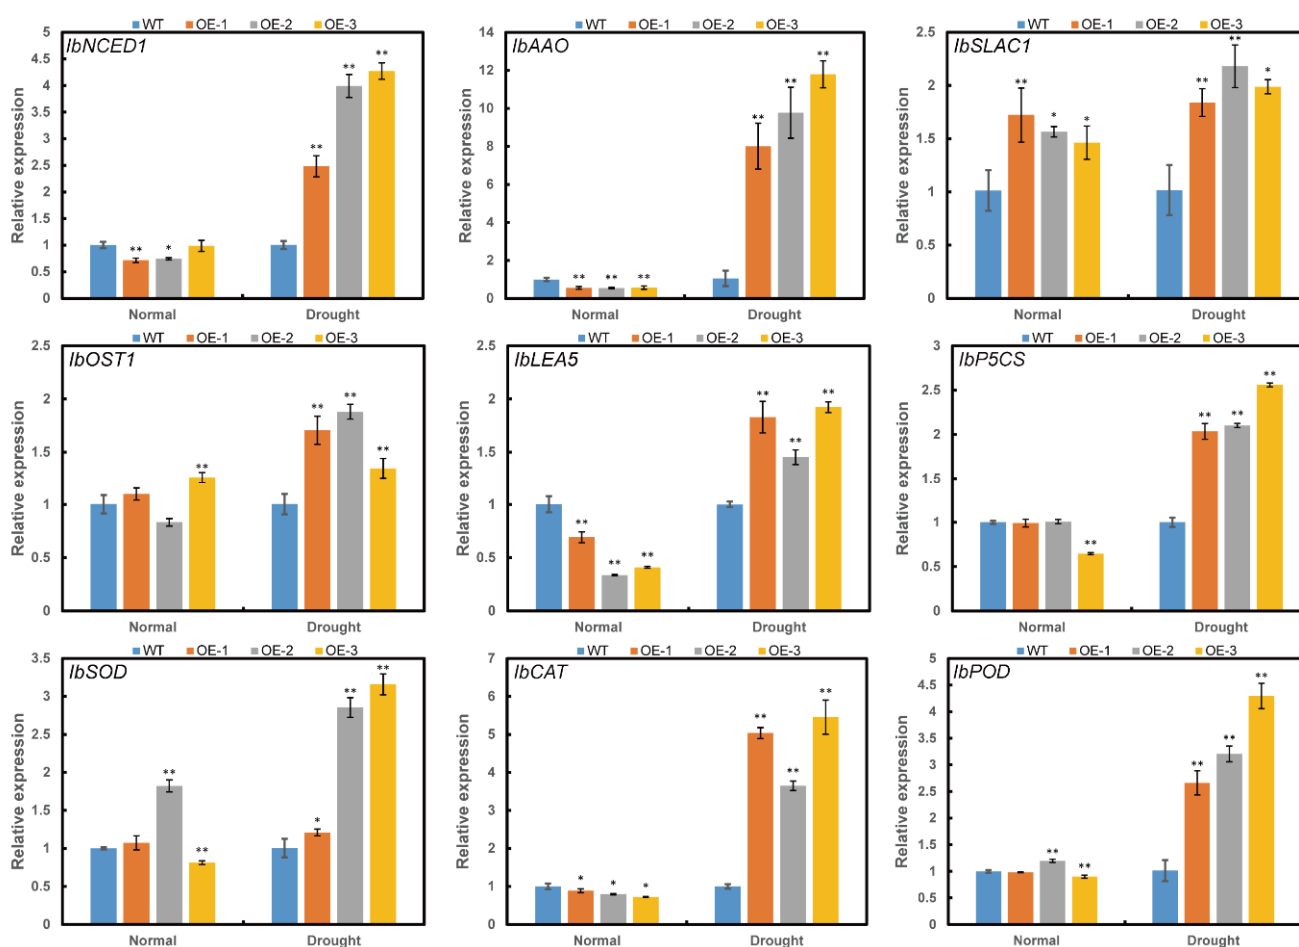 WT OE-1 OE-2 OE-3
IbNCED1
Relative expression
5
4.5
4
3.5
3
2.5
2
1.5
1
0.5
0
** * ** ** **
Normal Drought
WT OE-1 OE-2 OE-3
IbAAO
Relative expression
14
12
10
8
6
4
2
0
** ** ** ** ** **
Normal Drought
WT OE-1 OE-2 OE-3
IbSLAC1
Relative expression
2.5
2
1.5
1
0.5
0
** * * ** ** *
Normal Drought
WT OE-1 OE-2 OE-3
IbOST1
Relative expression
2.5
2
1.5
1
0.5
0
** ** ** **
Normal Drought
WT OE-1 OE-2 OE-3
IbLEA5
Relative expression
2.5
2
1.5
1
0.5
0
** ** ** ** ** **
Normal Drought
WT OE-1 OE-2 OE-3
IbP5CS
Relative expression
3
2.5
2
1.5
1
0.5
0
** ** ** **
Normal Drought
WT OE-1 OE-2 OE-3
IbSOD
Relative expression
3.5
3
2.5
2
1.5
1
0.5
0
** ** * ** **
Normal Drought
WT OE-1 OE-2 OE-3
IbCAT
Relative expression
7
6
5
4
3
2
1
0
* * * ** ** **
Normal Drought
WT OE-1 OE-2 OE-3
IbPOD
Relative expression
5
4.5
4
3.5
3
2.5
2
1.5
1
0.5
0
** ** ** ** **
Normal Drought